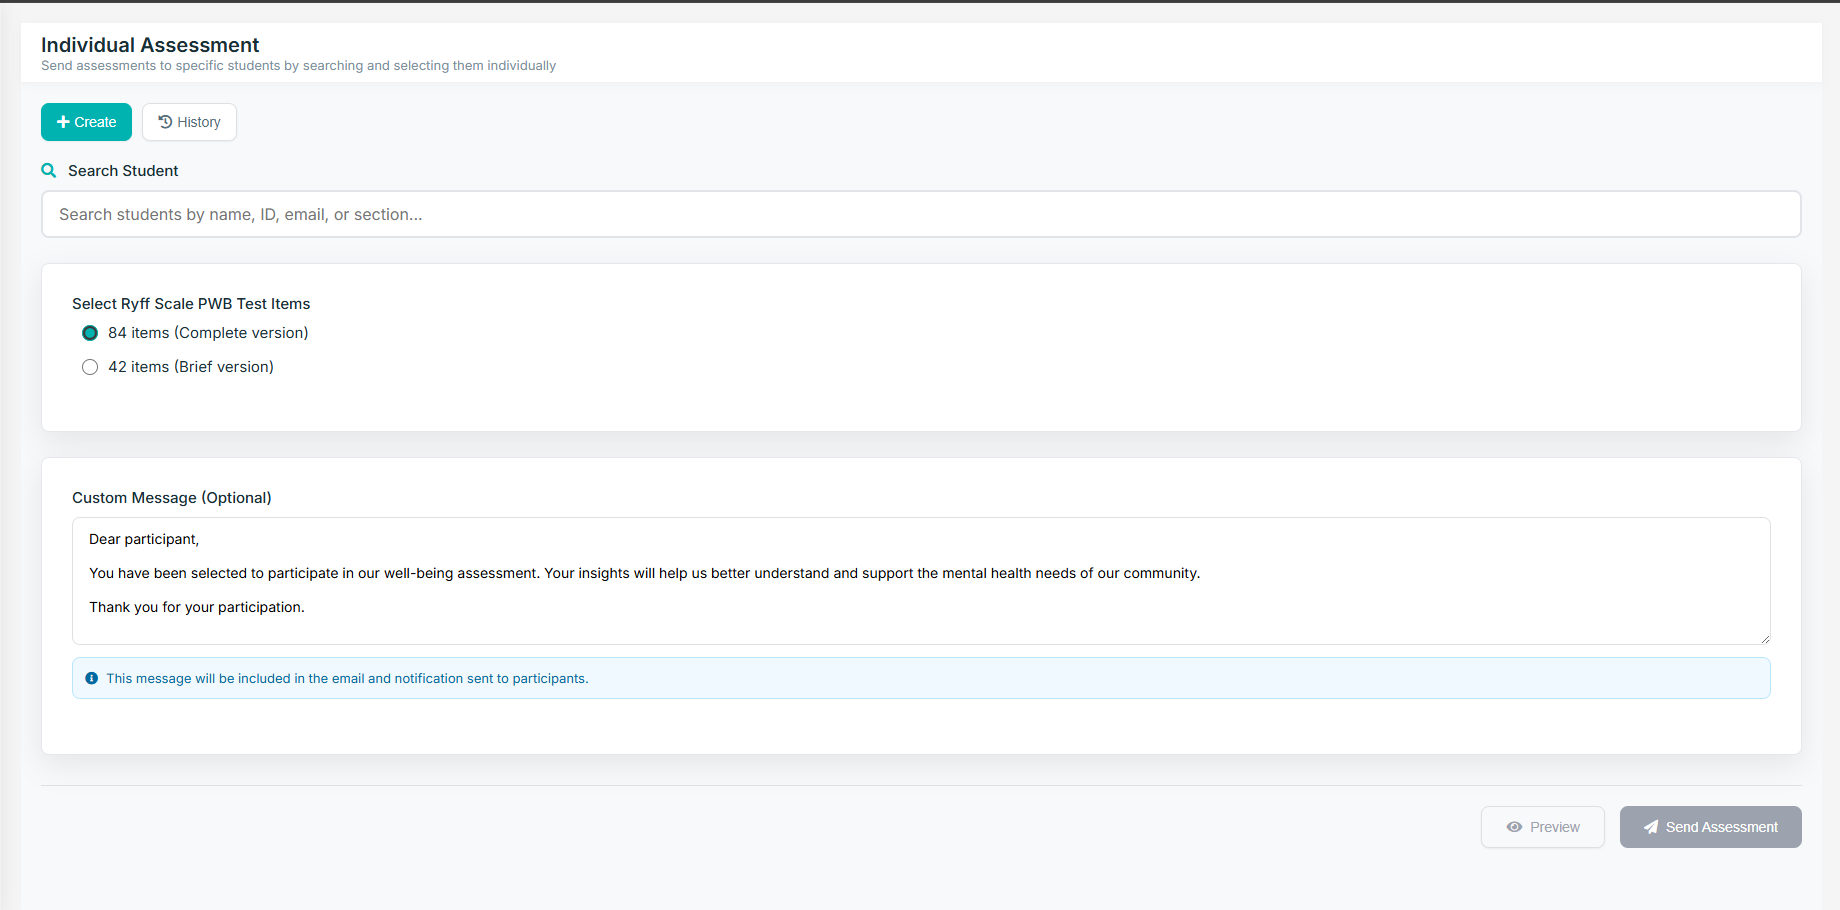 Individual Assessment
Send assessments to specific students by searching and selecting them individually
Create
History
Search Student
Search students by name, ID, email, or section...
Select Ryff Scale PWB Test Items
84 items (Complete version)
42 items (Brief version)
Custom Message (Optional)
Dear participant,
You have been selected to participate in our well-being assessment. Your insights will help us better understand and support the mental health needs of our community.
Thank you for your participation.
This message will be included in the email and notification sent to participants.
Preview
Send Assessment